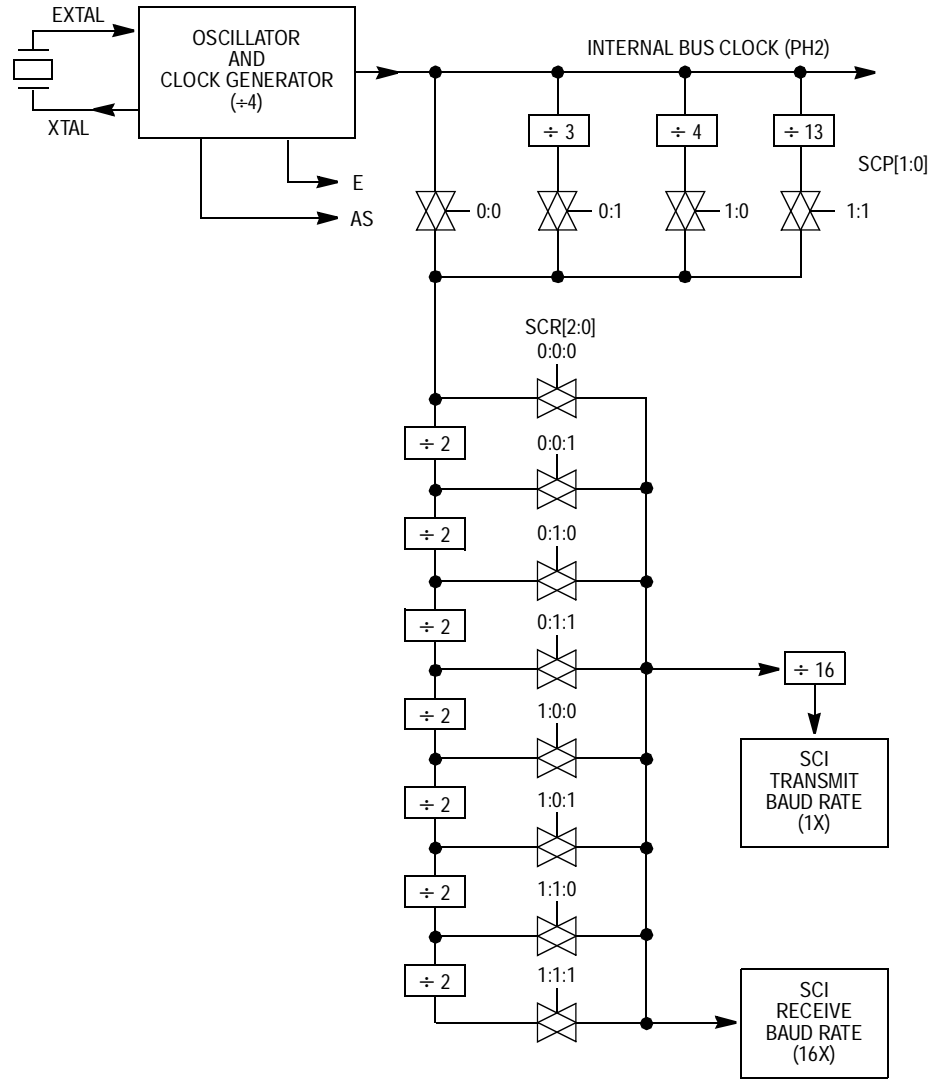 EXTAL
OSCILLATOR
AND
CLOCK GENERATOR
(÷4)
XTAL
INTERNAL BUS CLOCK (PH2)
÷ 3
÷ 4
÷ 13
SCP[1:0]
E
AS
0:0
0:1
1:0
1:1
SCR[2:0]
0:0:0
÷ 2
0:0:1
÷ 2
0:1:0
÷ 2
0:1:1
÷ 16
÷ 2
1:0:0
SCI
TRANSMIT
BAUD RATE
(1X)
÷ 2
1:0:1
÷ 2
1:1:0
÷ 2
1:1:1
SCI
RECEIVE
BAUD RATE
(16X)